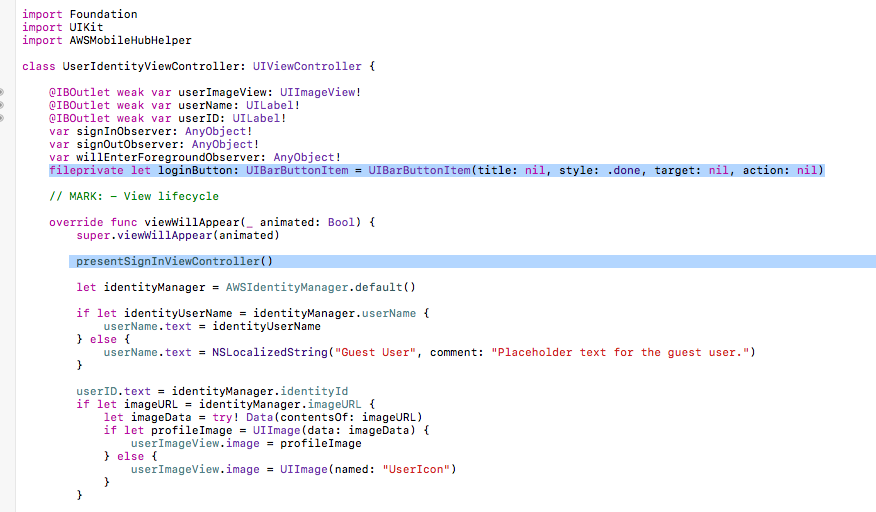 import Foundation
import UIKit
import AWSMobileHubHelper
class UserIdentityViewController: UIViewController {
@IBOutlet weak var userImageView: UIImageView!
@IBOutlet weak var userName: UILabel!
@IBOutlet weak var userID: UILabel!
var signInObserver: AnyObject!
var signOutObserver: AnyObject!
var willEnterForegroundObserver: AnyObject!
fileprivate let loginButton: UIBarButtonItem = UIBarButtonItem(title: nil, style: .done, target: nil, action: nil)
// MARK: - View lifecycle
override func viewWillAppear(_ animated: Bool) {
super.viewWillAppear(animated)
presentSignInViewController()
let identityManager = AWSIdentityManager.default()
if let identityUserName = identityManager.userName {
userName.text = identityUserName
} else {
userName.text = NSLocalizedString("Guest User", comment: "Placeholder text for the guest user.")
}
userID.text = identityManager.identityId
if let imageURL = identityManager.imageURL {
let imageData = try! Data(contentsOf: imageURL)
if let profileImage = UIImage(data: imageData) {
userImageView.image = profileImage
} else {
userImageView.image = UIImage(named: "UserIcon")
}
}